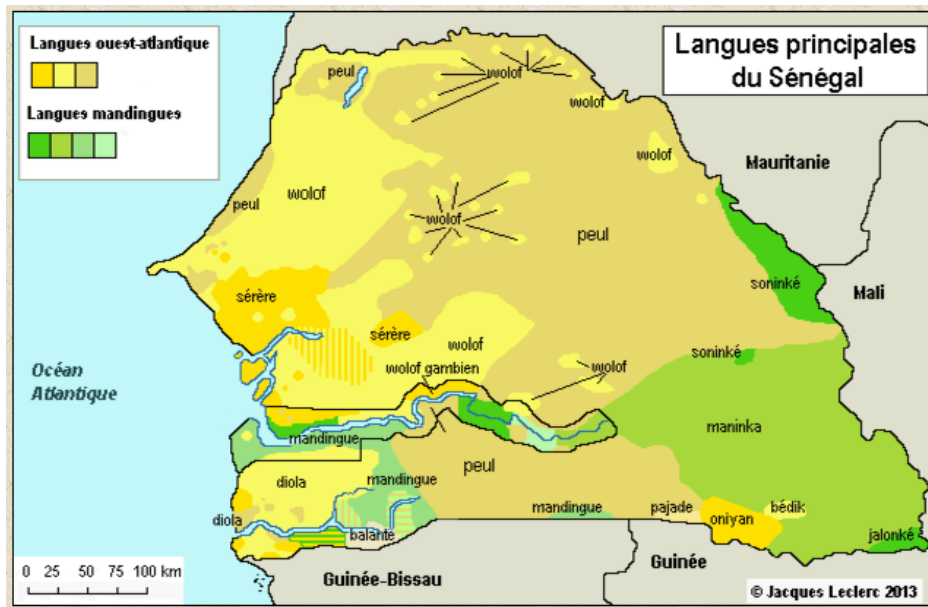 Langues ouest-atlantique
Langues mandingues
Langues principales
du Sénégal
peul
wolof
wolof
wolof
Mauritanie
wolof
peul
wolof
peul
soninké
Mali
sérère
sérère
wolof
soninké
wolof
wolof gambien
Océan
Atlantique
mandingue
maninka
peul
diola
mandingue
diola
mandingue
pajade
oniyan
bédik
balante
jalonké
0 25 50 75 100 km
Guinée-Bissau
Guinée
© Jacques Leclerc 2013